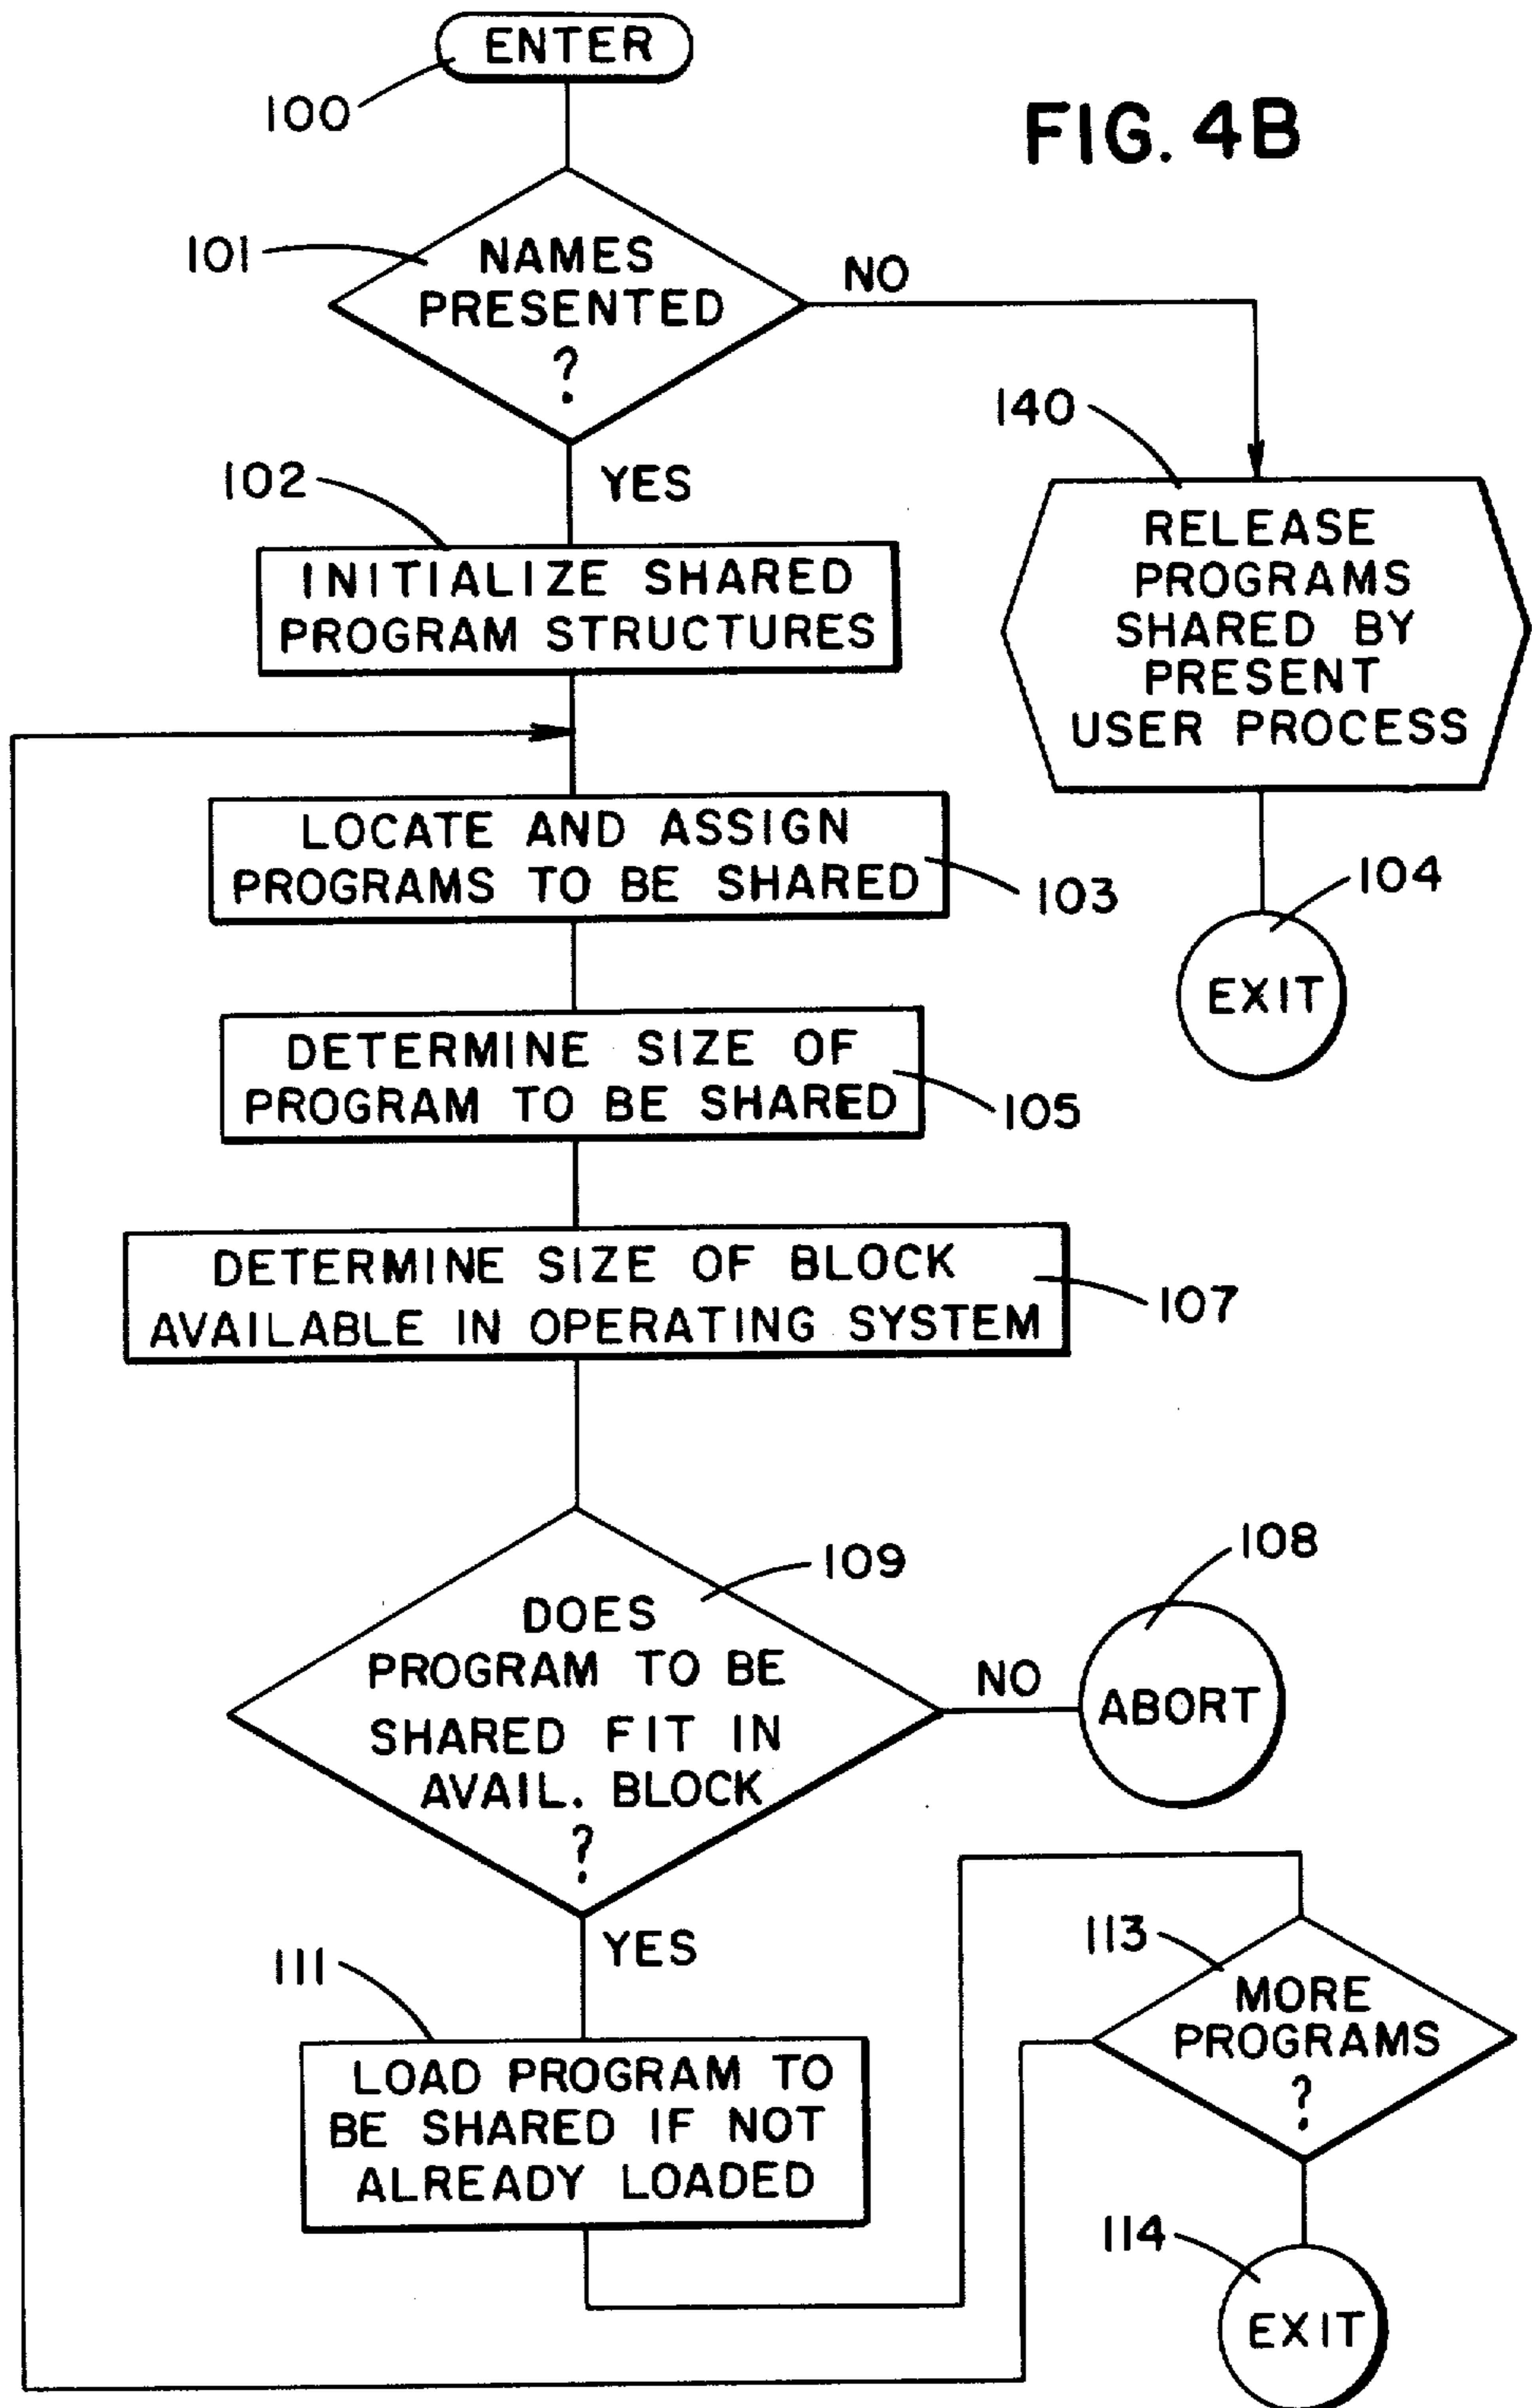 ENTER
100
FIG. 4B
101
NAMES
PRESENTED
?
NO
YES
140
RELEASE
PROGRAMS
SHARED BY
PRESENT
USER PROCESS
102
INITIALIZE SHARED
PROGRAM STRUCTURES
LOCATE AND ASSIGN
PROGRAMS TO BE SHARED
103
104
EXIT
DETERMINE SIZE OF
PROGRAM TO BE SHARED
105
DETERMINE SIZE OF BLOCK
AVAILABLE IN OPERATING SYSTEM
107
109
DOES
PROGRAM TO BE
SHARED FIT IN
AVAIL. BLOCK
?
NO
108
ABORT
YES
111
LOAD PROGRAM TO
BE SHARED IF NOT
ALREADY LOADED
113
MORE
PROGRAMS
?
114
EXIT